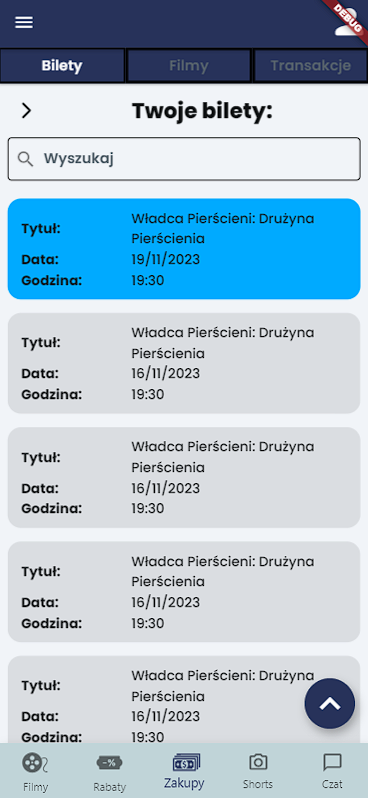 DEBUG
Bilety Filmy Transakcje
Twoje bilety:
Wyszukaj
Tytuł: Władca Pierścieni: Drużyna
Pierścienia
Data: 19/11/2023
Godzina: 19:30
Tytuł: Władca Pierścieni: Drużyna
Pierścienia
Data: 16/11/2023
Godzina: 19:30
Tytuł: Władca Pierścieni: Drużyna
Pierścienia
Data: 16/11/2023
Godzina: 19:30
Tytuł: Władca Pierścieni: Drużyna
Pierścienia
Data: 16/11/2023
Godzina: 19:30
Tytuł: Władca Pierścieni: Drużyna
Pierścienia
Data: 16/11/2023
Godzina: 19:30
Filmy Rabaty Zakupy Shorts Czat